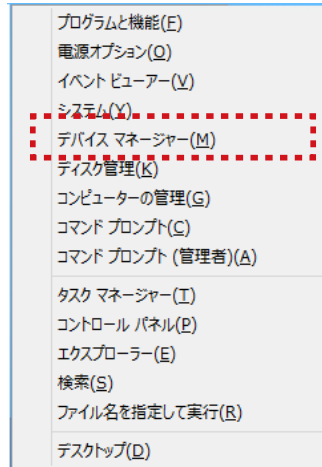 プログラムと機能(F)
電源オプション(O)
イベント ビューアー(V)
システム(Y)
デバイス マネージャー(M)
ディスク管理(K)
コンピューターの管理(G)
コマンド プロンプト(C)
コマンド プロンプト (管理者)(A)
タスク マネージャー(T)
コントロール パネル(P)
エクスプローラー(E)
検索(S)
ファイル名を指定して実行(R)
デスクトップ(D)